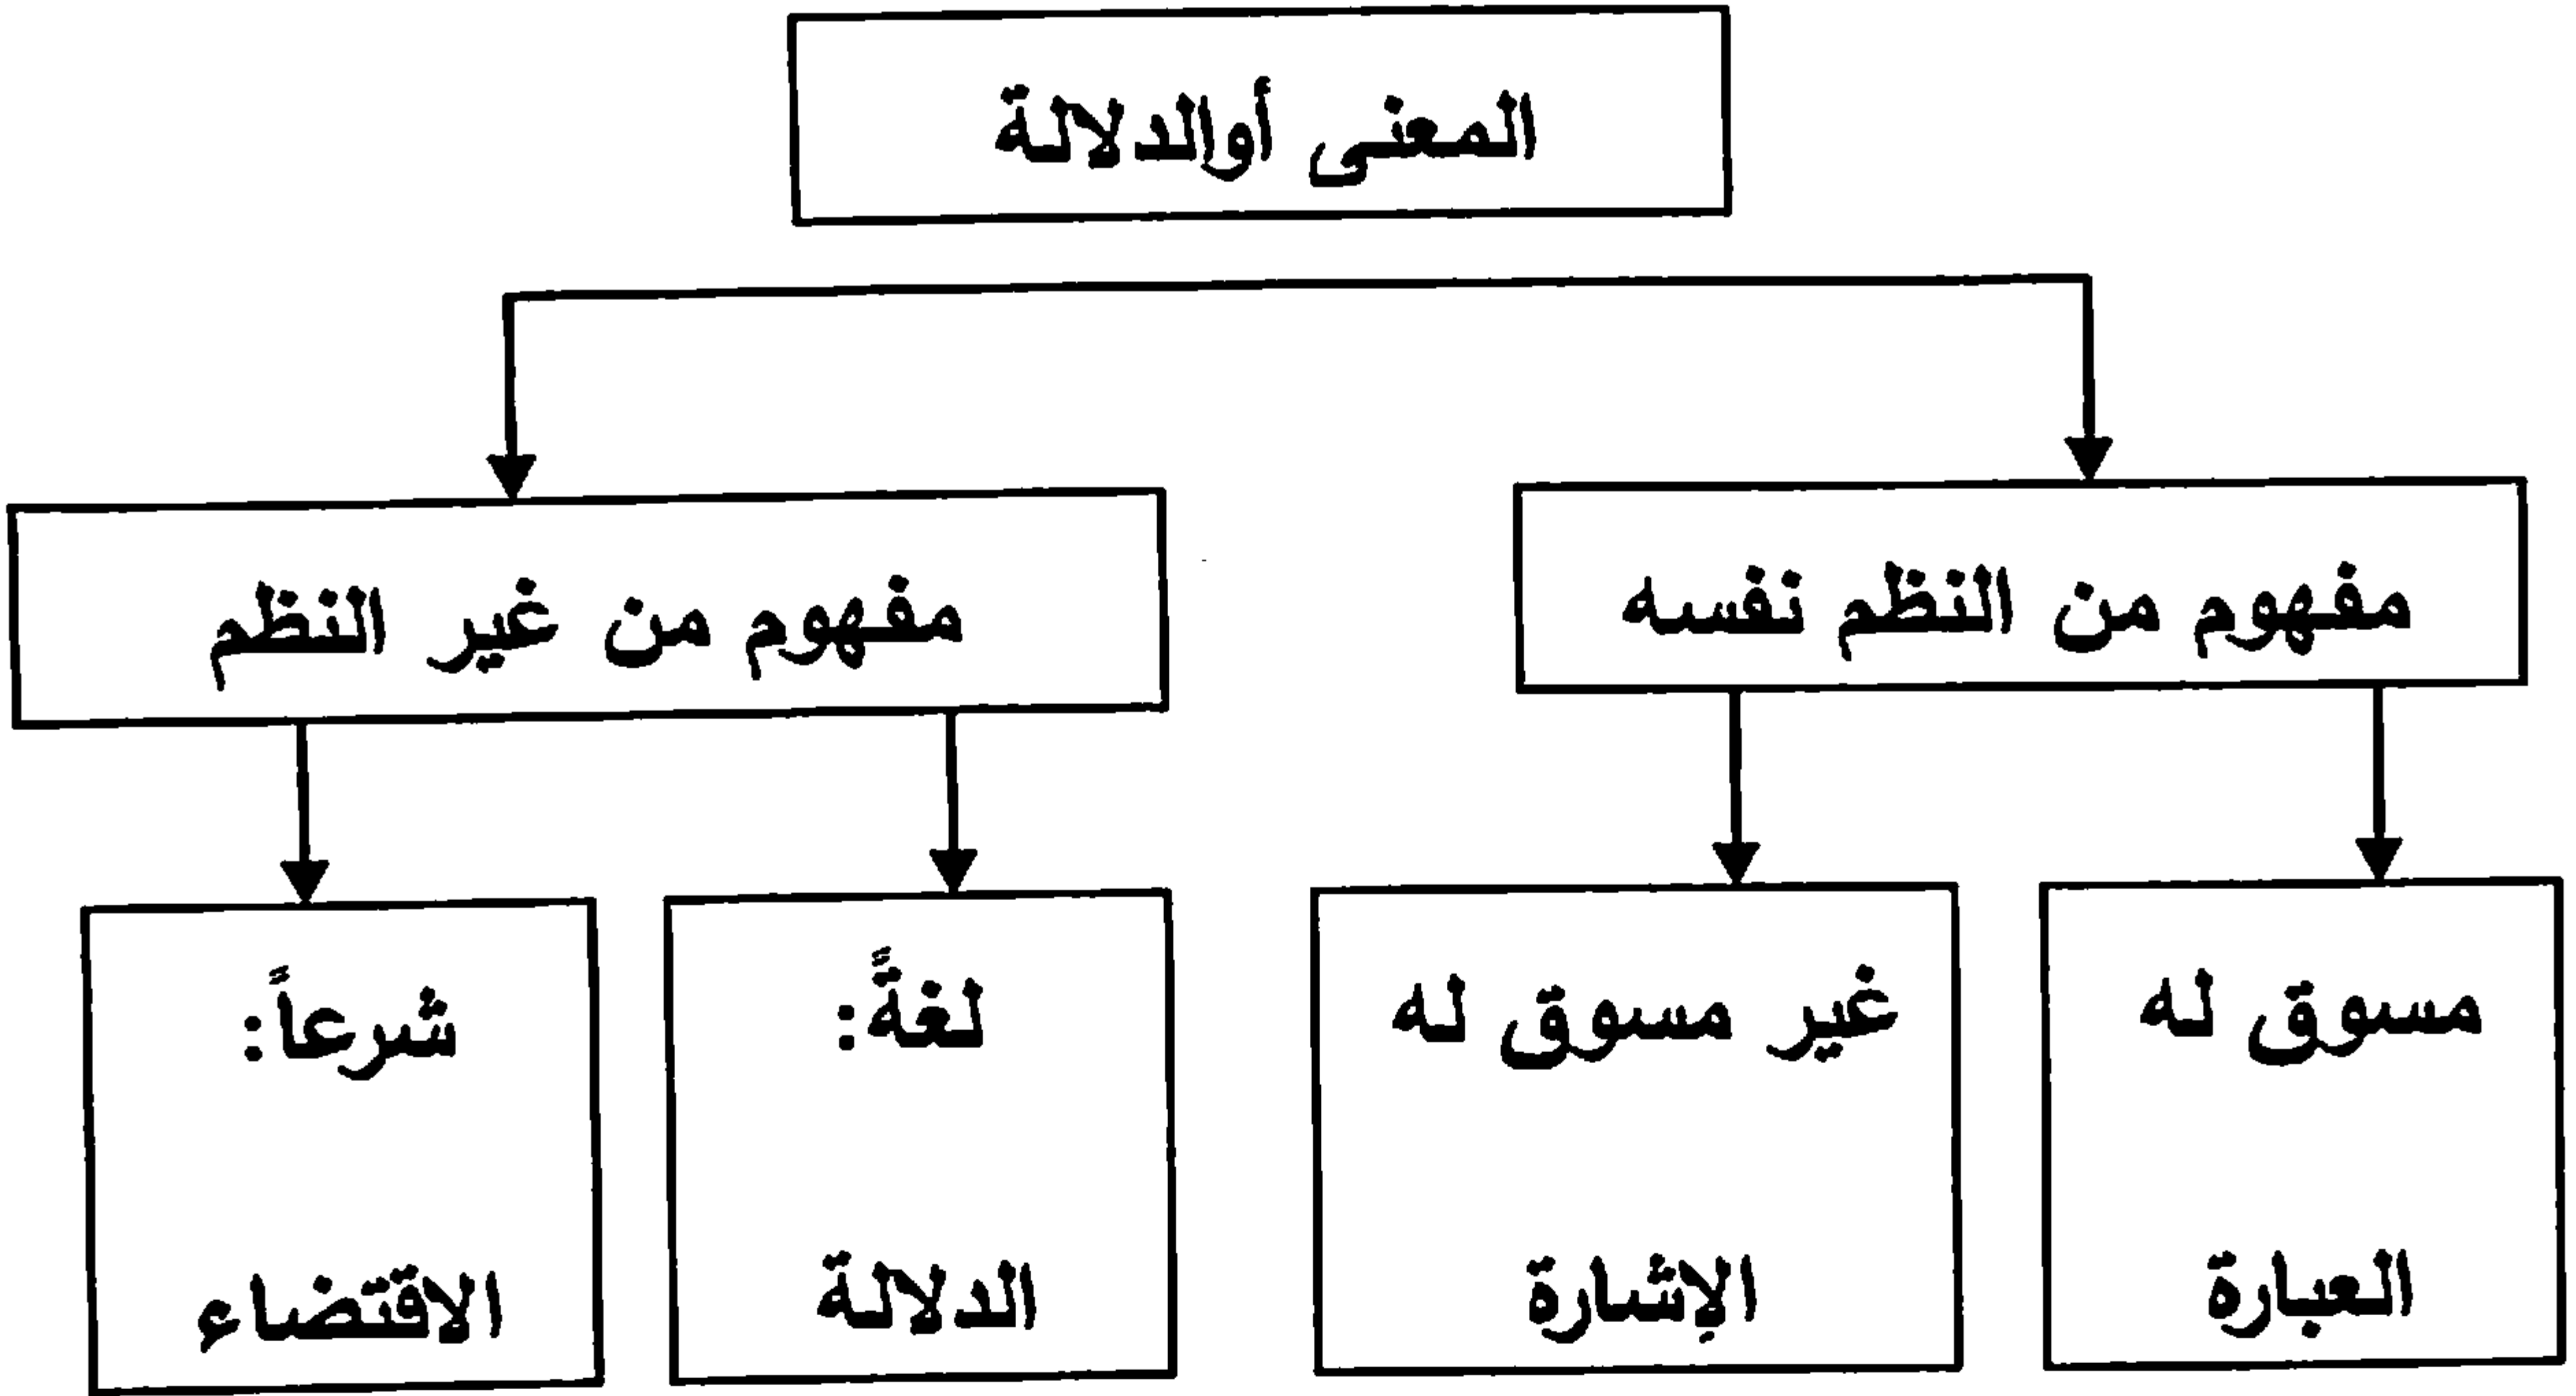 المعنى أوالدلالة
مفهوم من النظم نفسه
مفهوم من غير النظم
مسوق له
العبارة
غير مسوق له
الإشارة
لغةً:
الدلالة
شرعاً:
الاقتضاء